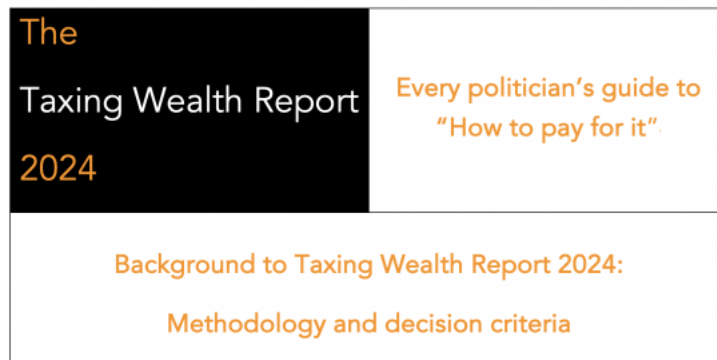 The
Taxing Wealth Report
2024
Every politician's guide to
“How to pay for it”
Background to Taxing Wealth Report 2024:
Methodology and decision criteria